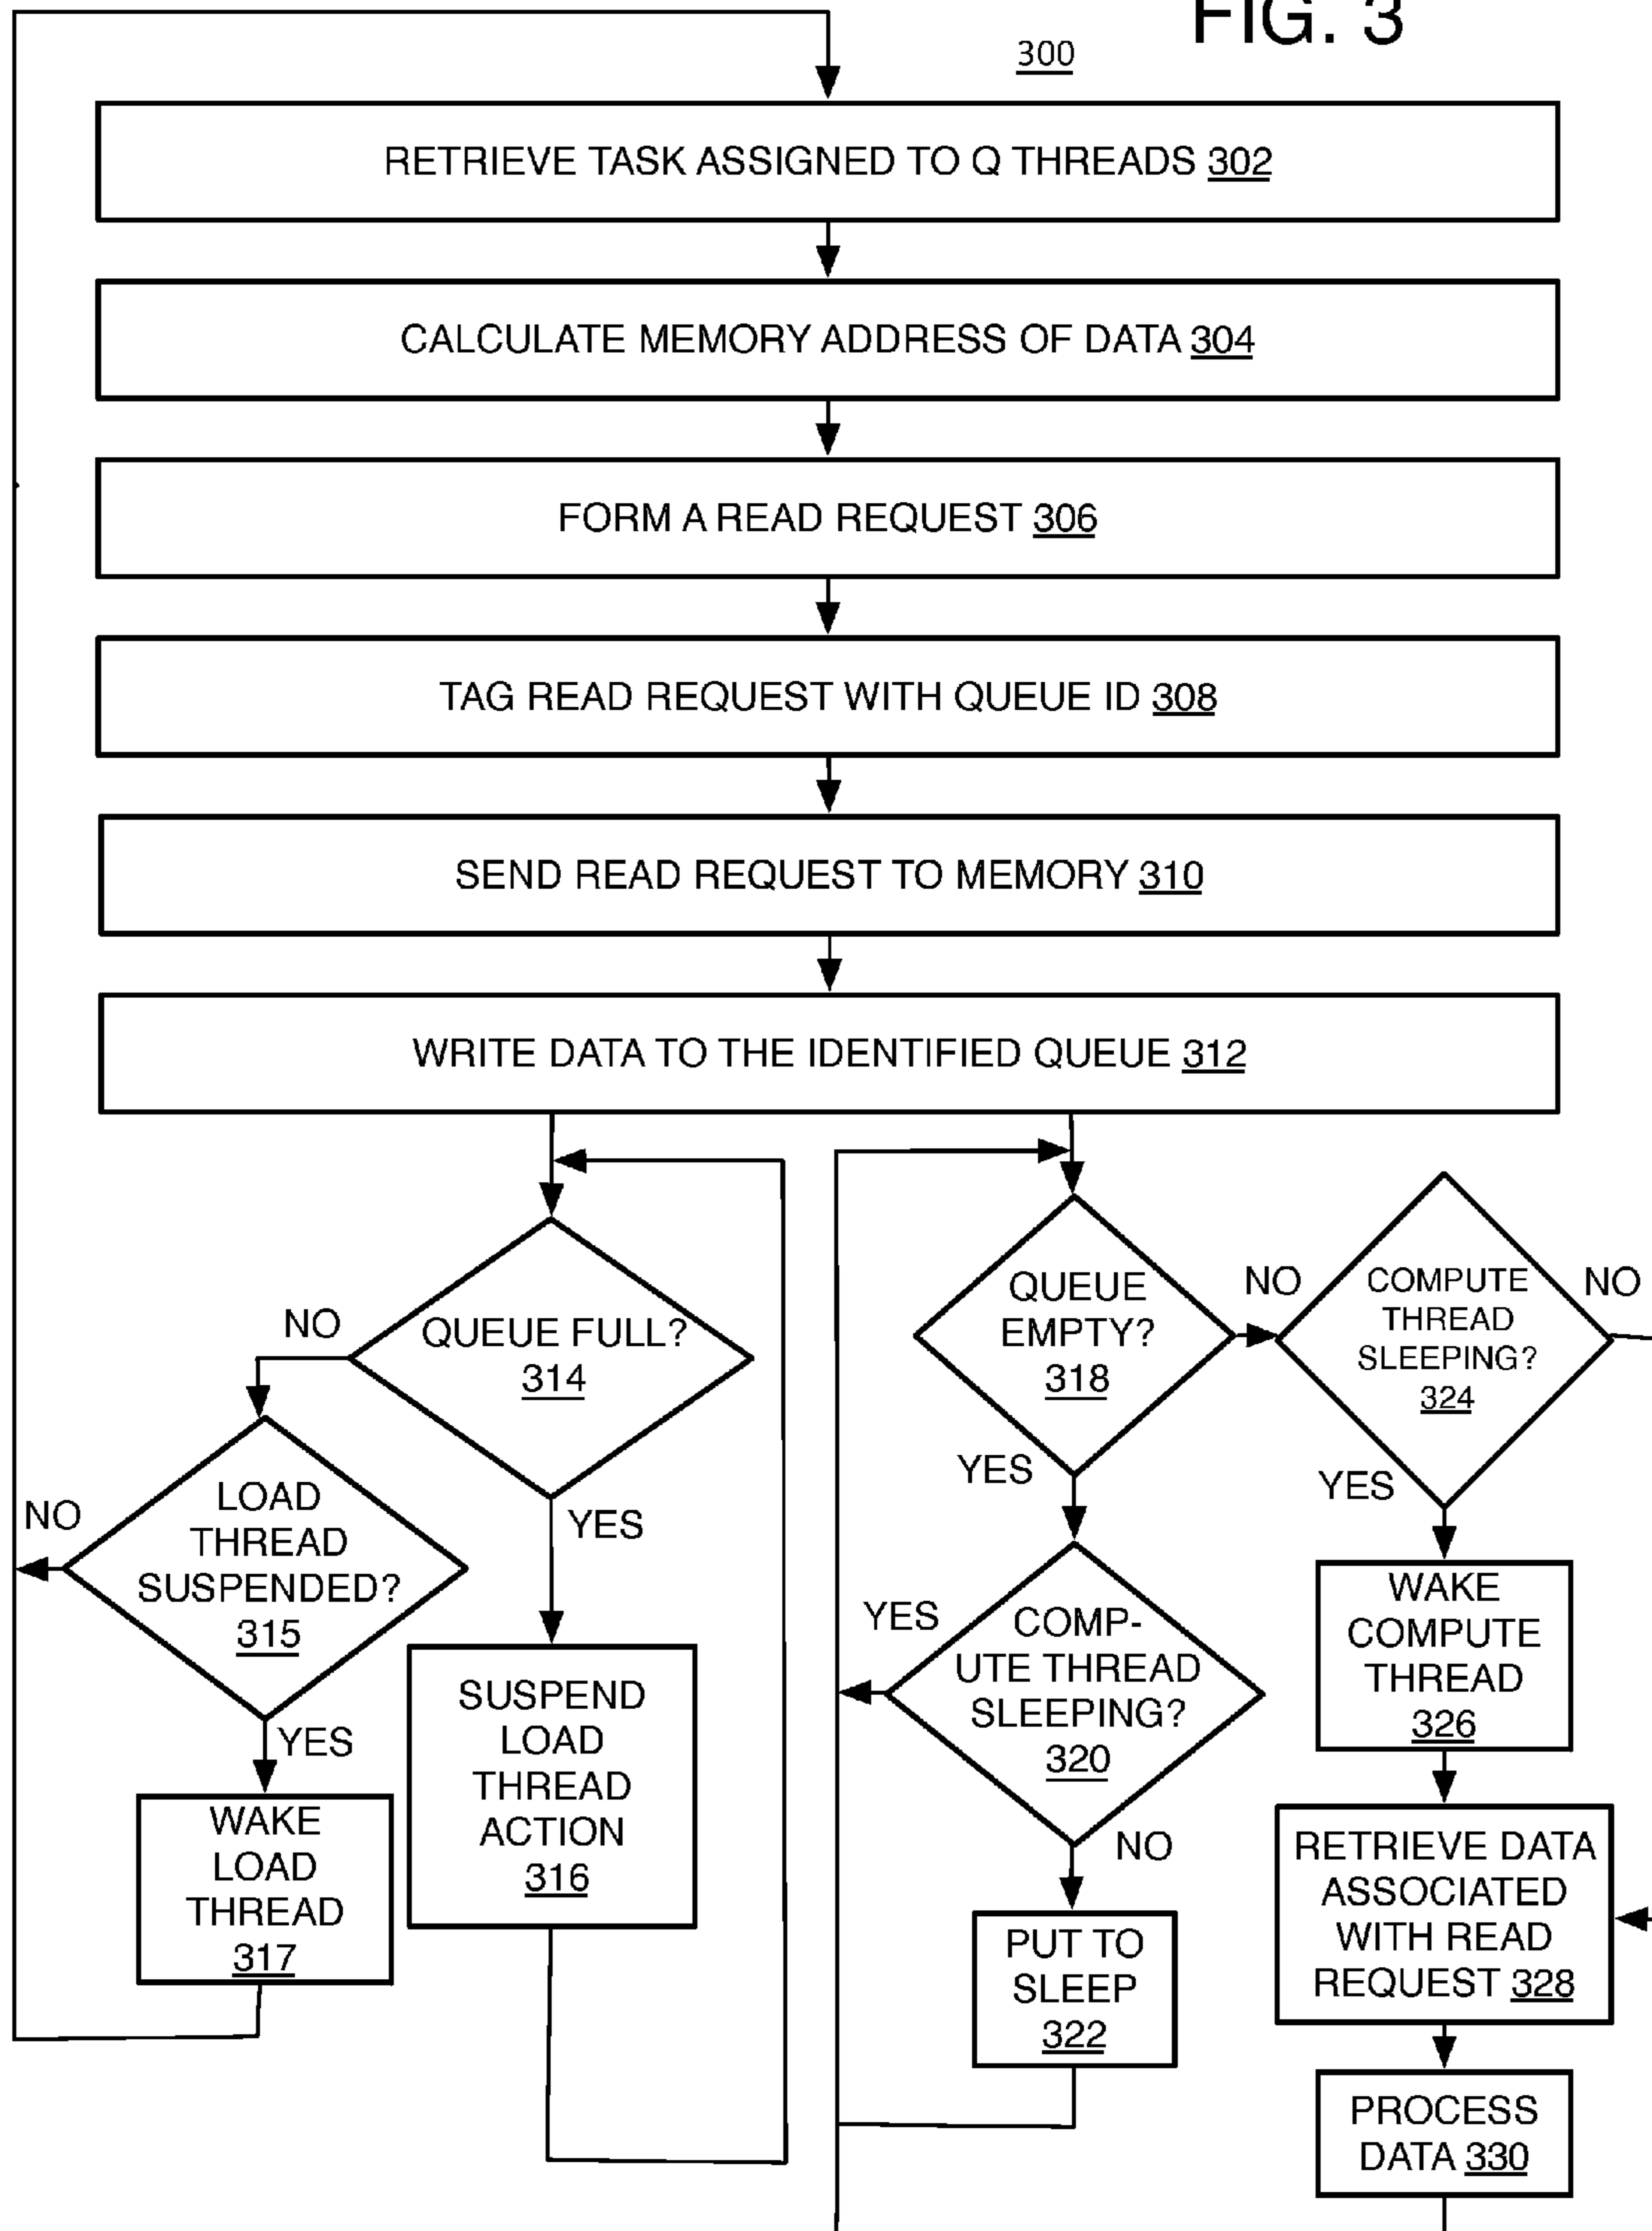 FIG. 3
300
RETRIEVE TASK ASSIGNED TO Q THREADS 302
CALCULATE MEMORY ADDRESS OF DATA 304
FORM A READ REQUEST 306
TAG READ REQUEST WITH QUEUE ID 308
SEND READ REQUEST TO MEMORY 310
WRITE DATA TO THE IDENTIFIED QUEUE 312
QUEUE FULL?
314
NO
YES
LOAD
THREAD
SUSPENDED?
315
NO
YES
WAKE
LOAD
THREAD
317
SUSPEND
LOAD
THREAD
ACTION
316
QUEUE
EMPTY?
318
NO
YES
COMP-
UTE THREAD
SLEEPING?
320
YES
NO
PUT TO
SLEEP
322
COMPUTE
THREAD
SLEEPING?
324
NO
YES
WAKE
COMPUTE
THREAD
326
RETRIEVE DATA
ASSOCIATED
WITH READ
REQUEST 328
PROCESS
DATA 330